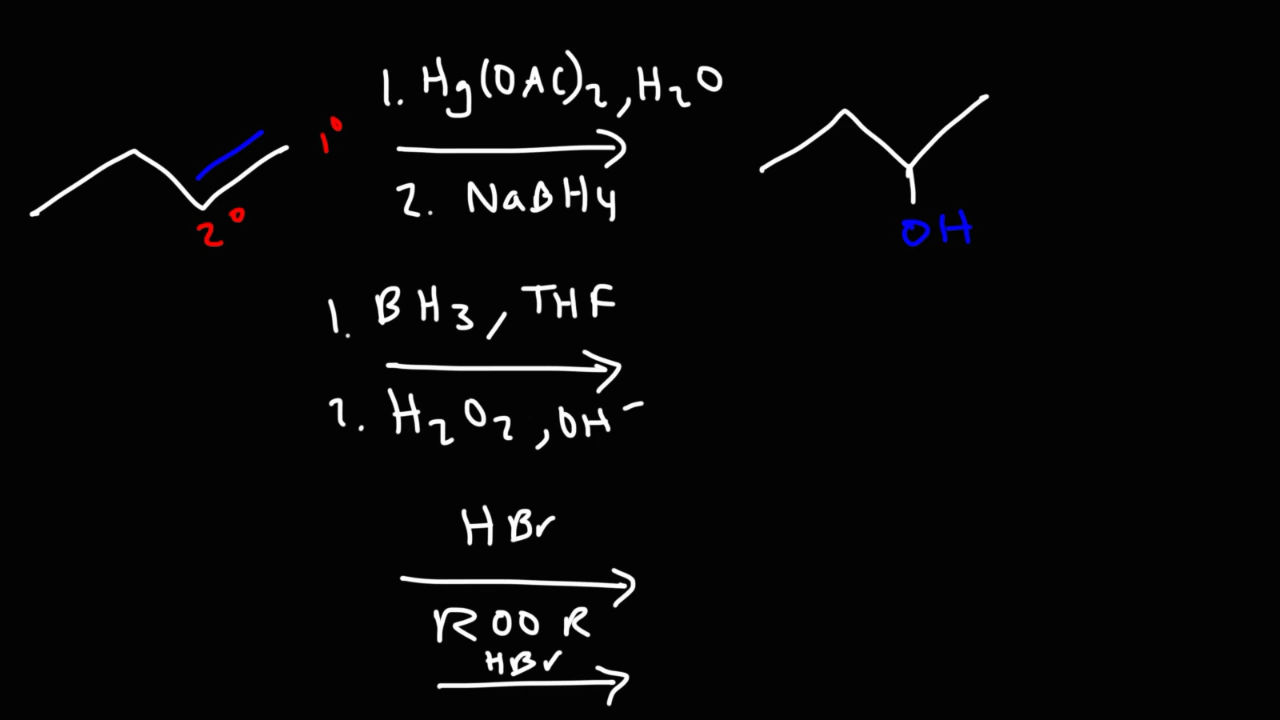 1. Hg(OAC)₂, H₂O
1°
2. NaBH4
2°
OH
1. BH₃, THF
2. H₂O₂, OH⁻
HBr
ROOR
HBr